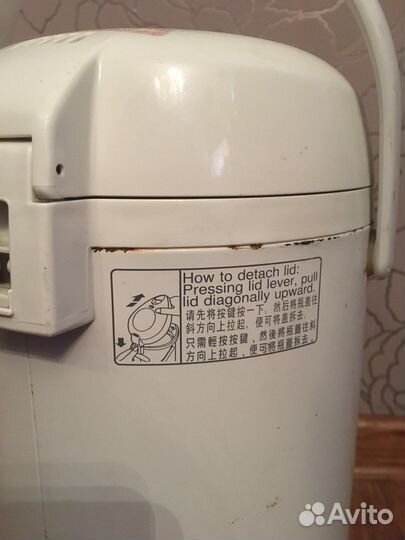 How to detach lid:
Pressing lid lever, pull
lid diagonally upward.
请先将按键按一下，然后将瓶盖往
斜方向上拉起，便可将盖拆去。
只需輕按按鍵，然後將瓶蓋往斜
方向上拉起，便可將瓶蓋拆去。
Avito